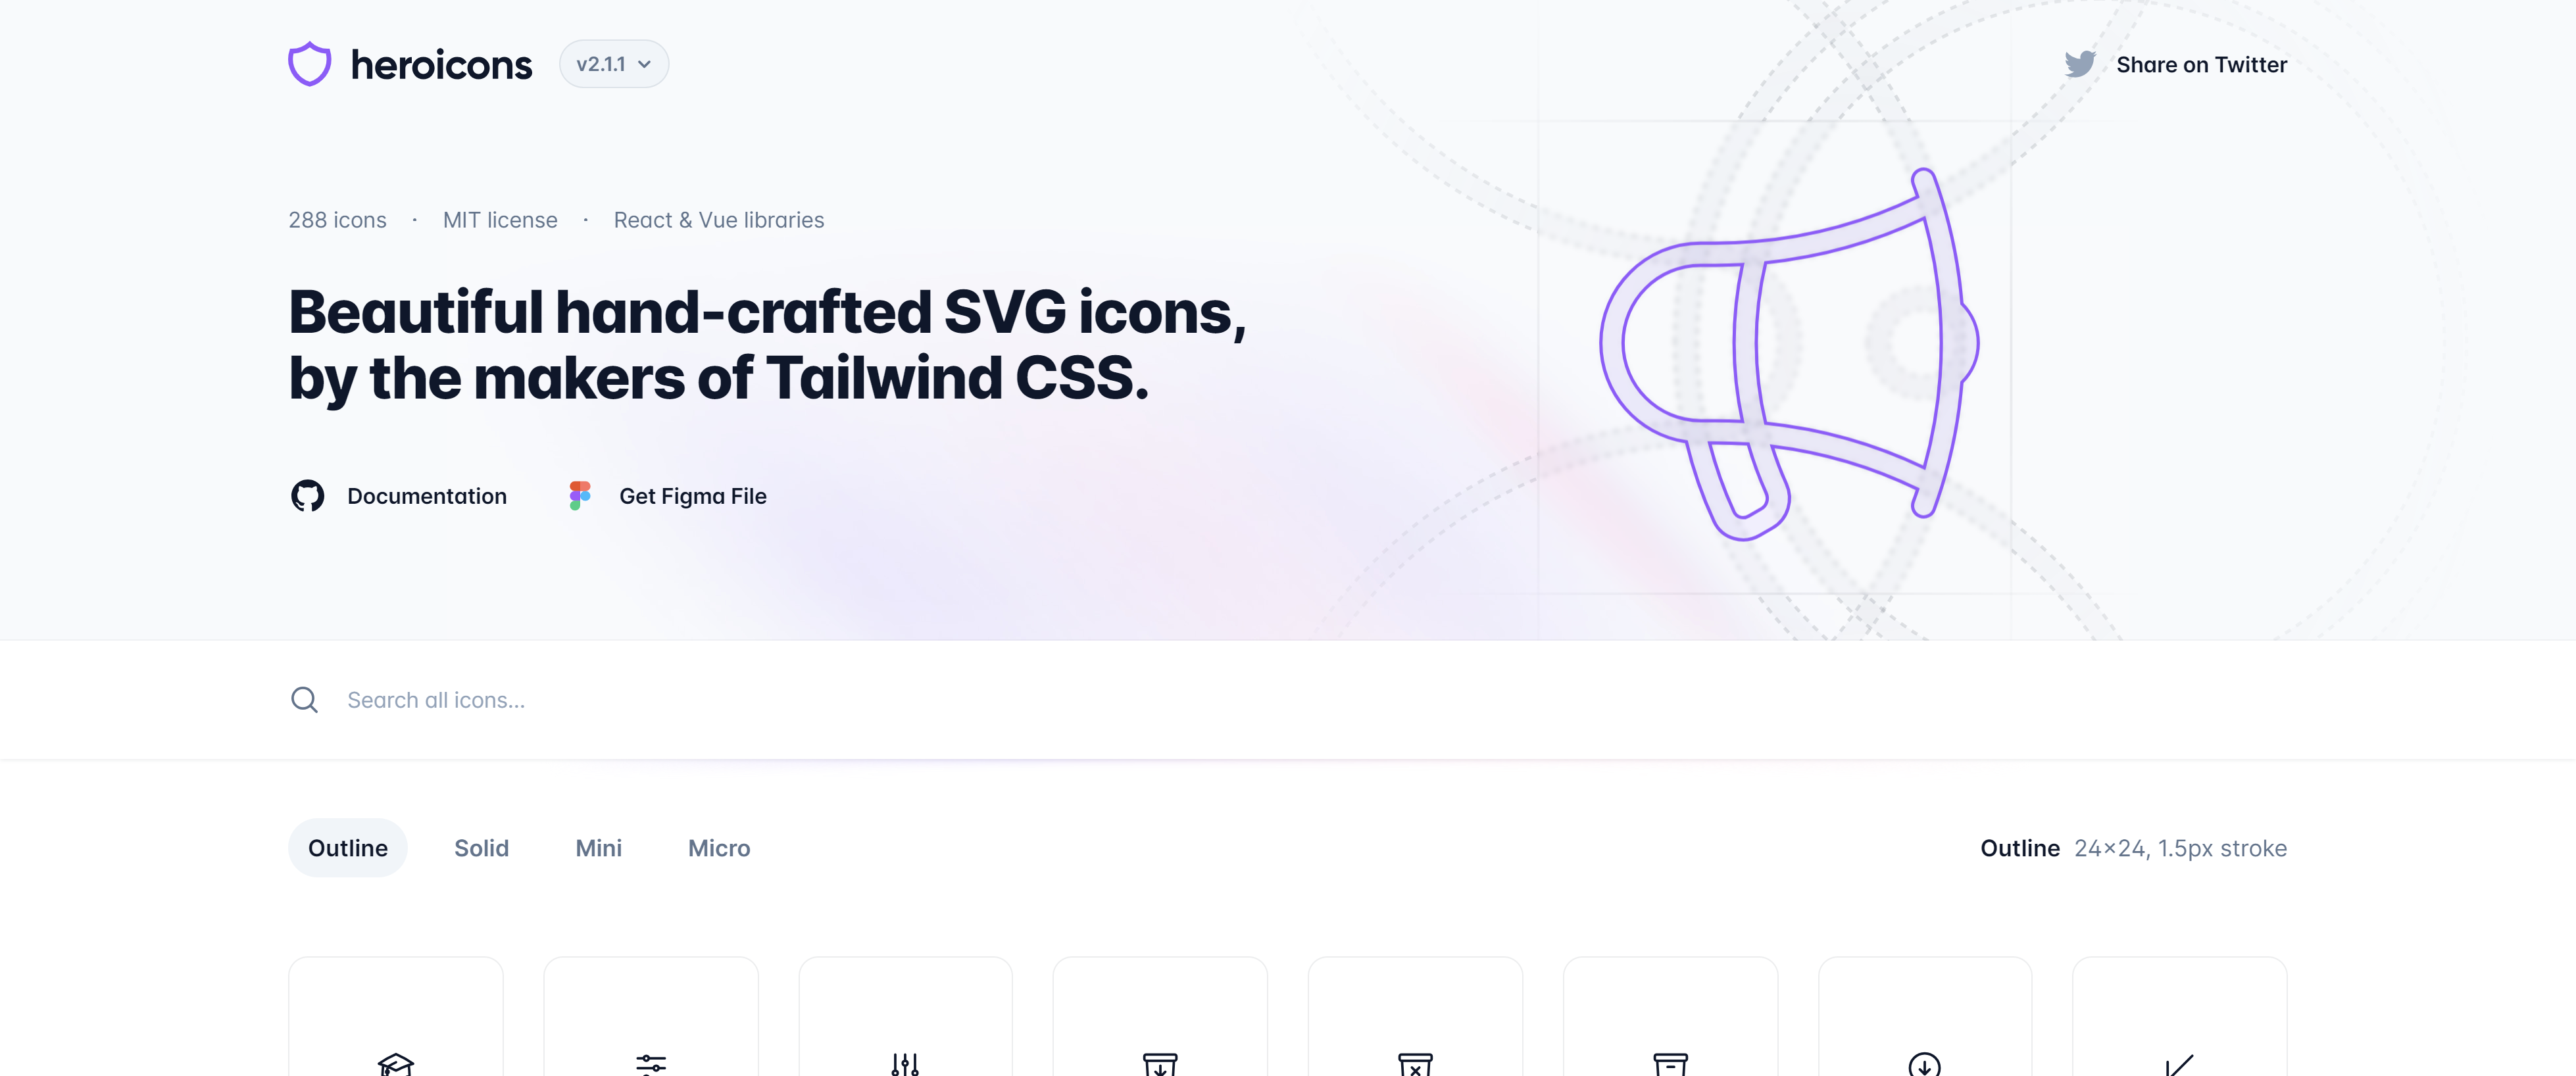 heroicons
v2.1.1
Share on Twitter
288 icons · MIT license · React & Vue libraries
Beautiful hand-crafted SVG icons,
by the makers of Tailwind CSS.
Documentation
Get Figma File
Search all icons...
Outline
Solid
Mini
Micro
Outline 24×24, 1.5px stroke